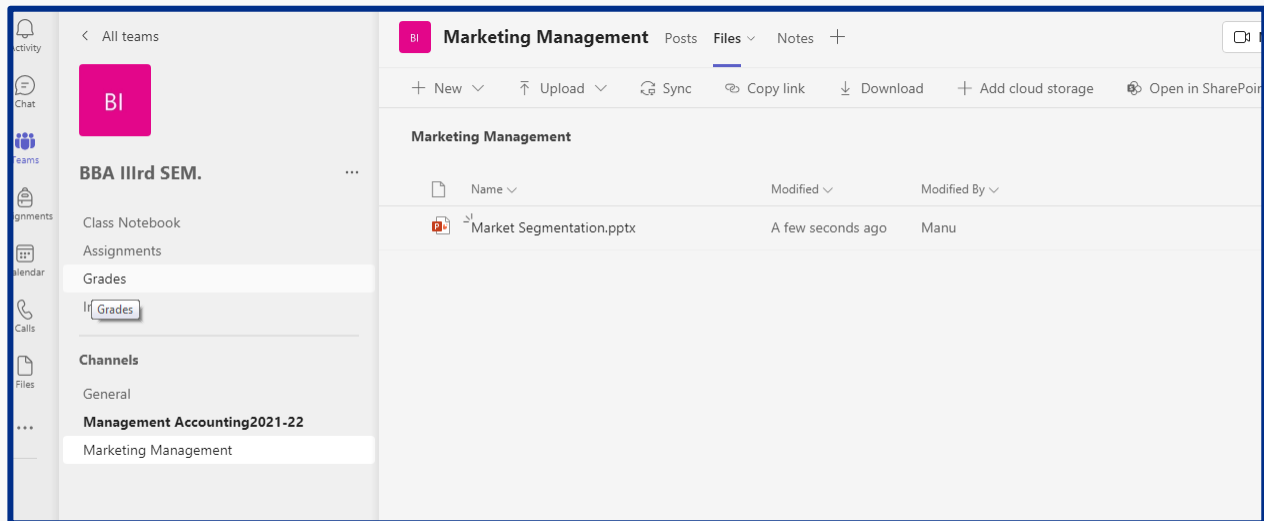 Activity
Chat
Teams
gnments
alendar
Calls
Files
All teams
BI
BBA IIIrd SEM.
Class Notebook
Assignments
Grades
Grades
Channels
General
Management Accounting2021-22
Marketing Management
BI Marketing Management Posts Files Notes
New Upload Sync Copy link Download Add cloud storage Open in SharePoin
Marketing Management
Name Modified Modified By
Market Segmentation.pptx A few seconds ago Manu